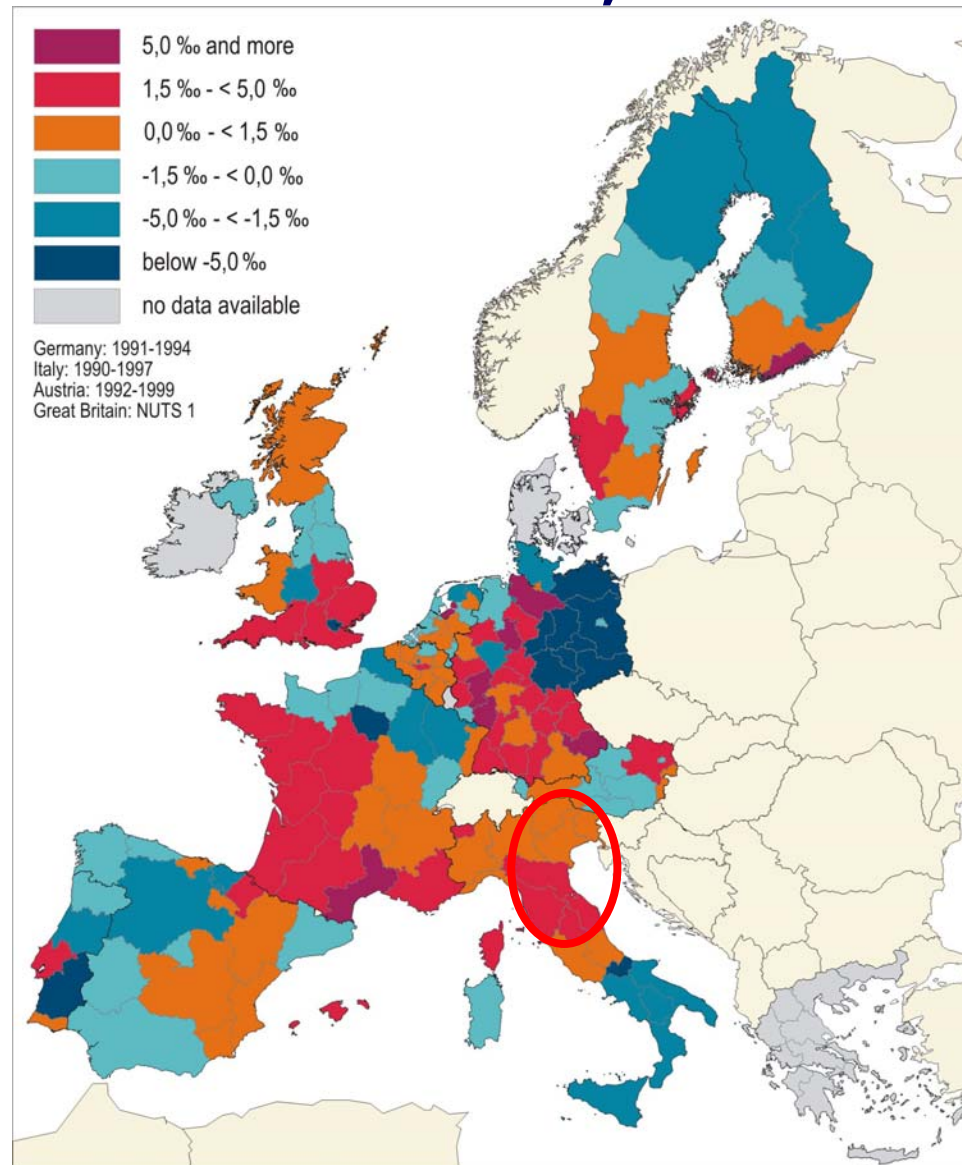 5,0 ‰ and more
1,5 ‰ - < 5,0 ‰
0,0 ‰ - < 1,5 ‰
-1,5 ‰ - < 0,0 ‰
-5,0 ‰ - < -1,5 ‰
below -5,0 ‰
no data available
Germany: 1991-1994
Italy: 1990-1997
Austria: 1992-1999
Great Britain: NUTS 1